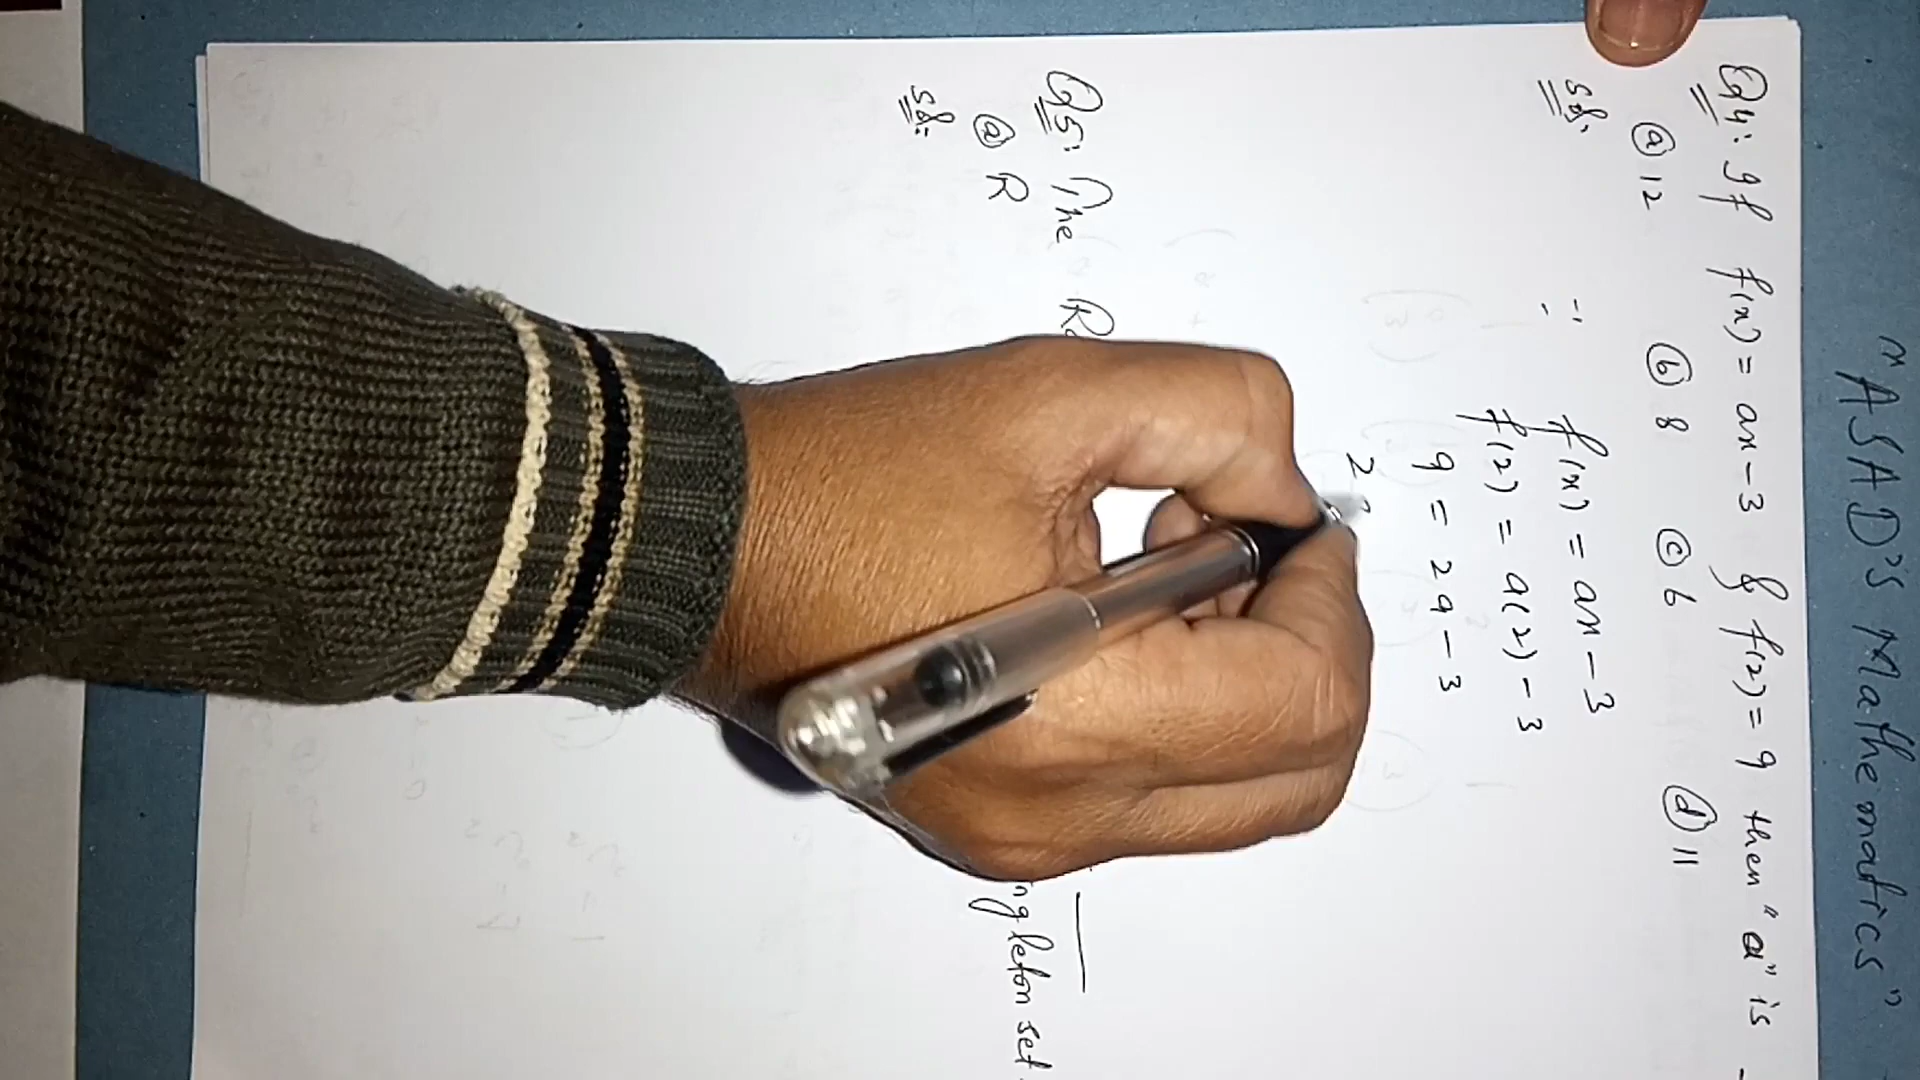 "ASAD's Mathematics"
Q4: If f(x) = ax - 3 & f(2) = 9 then "a" is -
(a) 12 (b) 8 (c) 6 (d) 11
Sol:
∵ f(x) = ax - 3
f(2) = a(2) - 3
9 = 2a - 3
2
Q5: The
(a) R ngleton set
Sol: